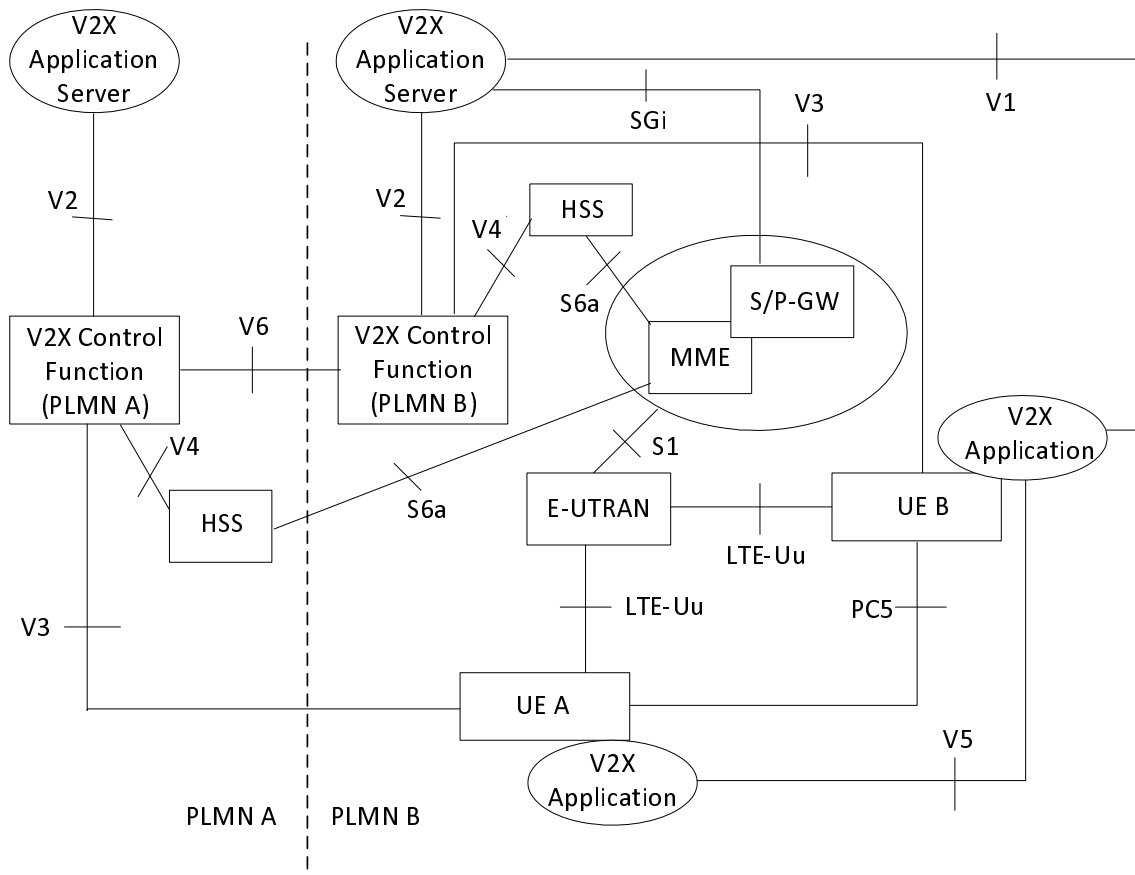 V2X
Application
Server
V2X
Application
Server
V1
SGi
V3
V2
V2
V4
HSS
S6a
S/P-GW
MME
V2X Control
Function
(PLMN A)
V6
V2X Control
Function
(PLMN B)
V4
HSS
S6a
S1
E-UTRAN
LTE-Uu
UE B
V2X
Application
V3
LTE-Uu
PC5
UE A
V2X
Application
V5
PLMN A
PLMN B